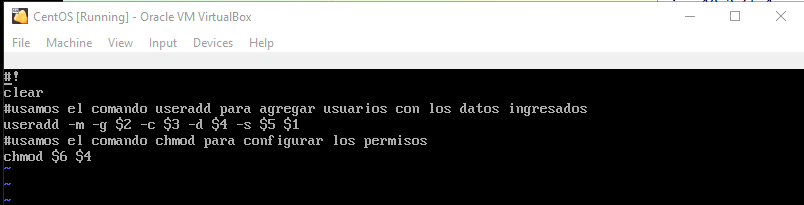 CentOS [Running] - Oracle VM VirtualBox
File Machine View Input Devices Help
#!
clear
#usamos el comando useradd para agregar usuarios con los datos ingresados
useradd -m -g $2 -c $3 -d $4 -s $5 $1
#usamos el comando chmod para configurar los permisos
chmod $6 $4
~
~
~